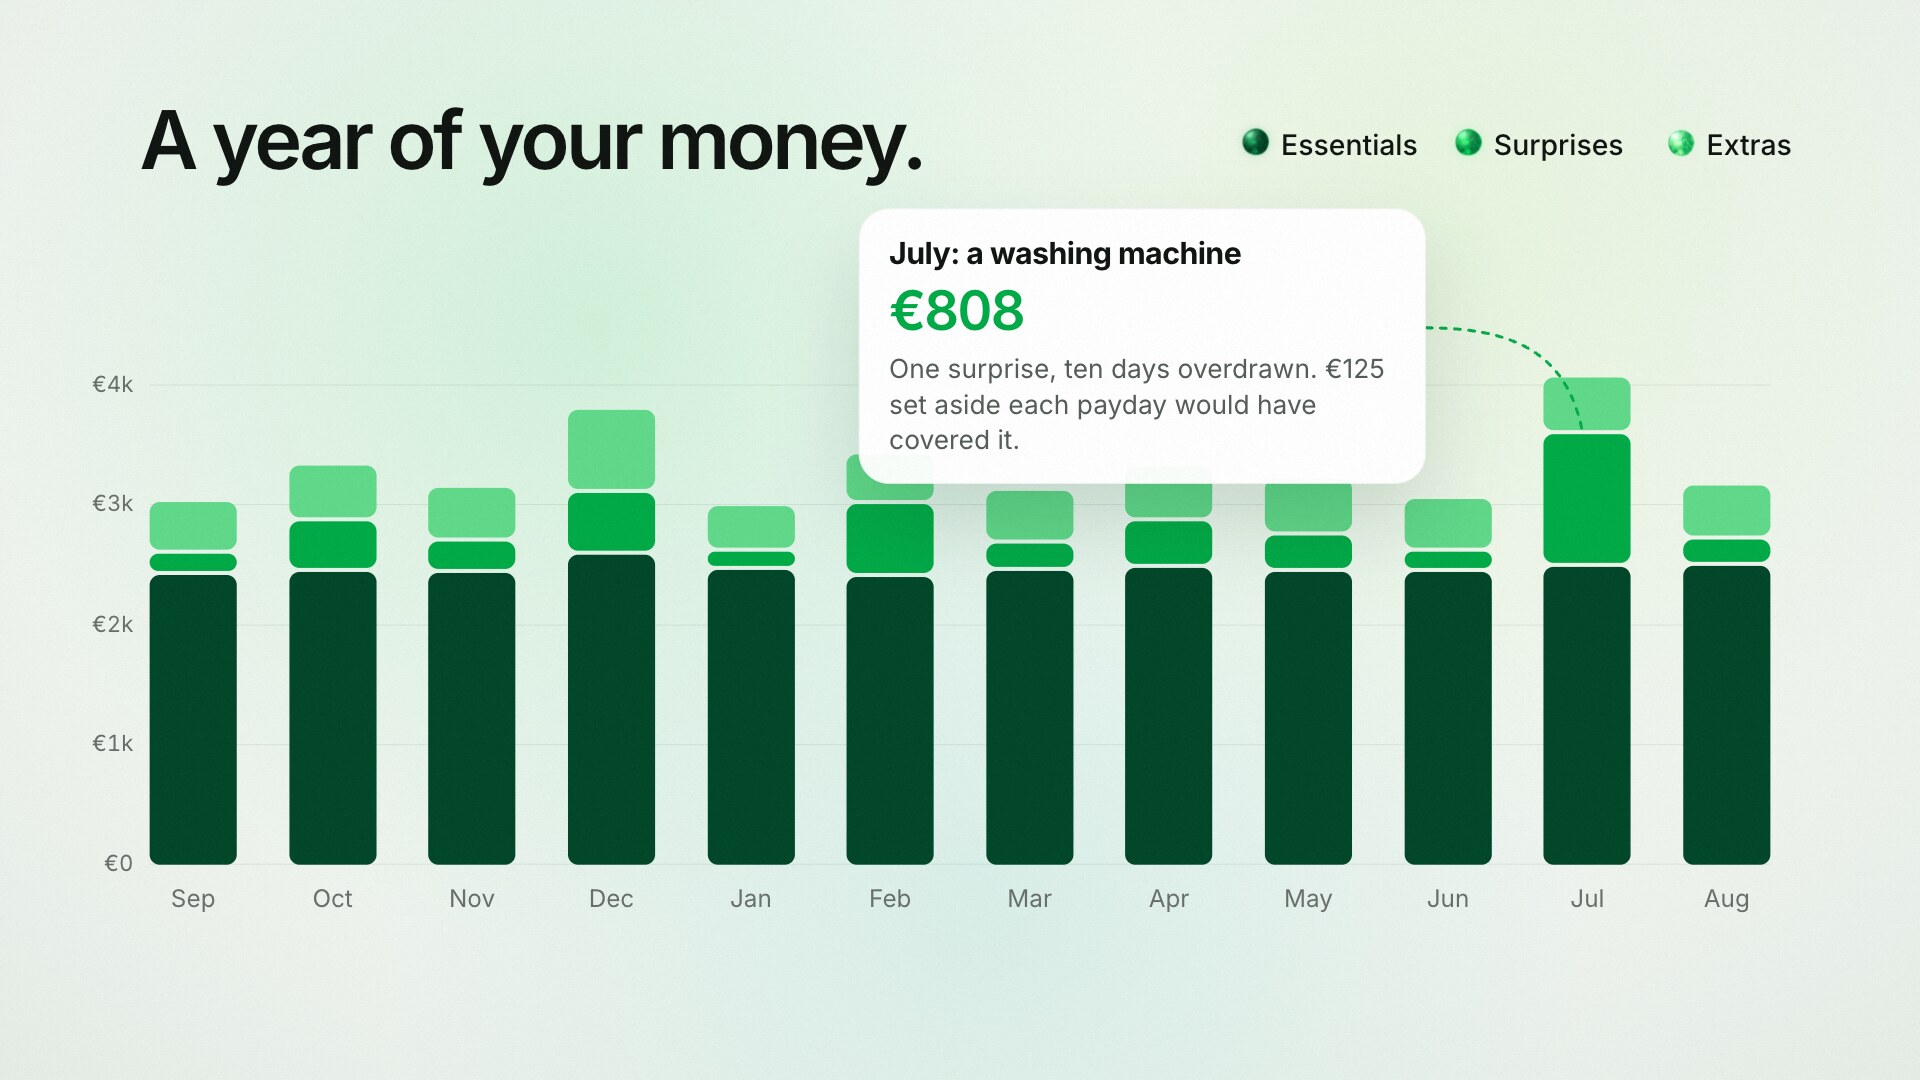 A year of your money.
Essentials
Surprises
Extras
July: a washing machine
€808
One surprise, ten days overdrawn. €125
set aside each payday would have
covered it.
€4k
€3k
€2k
€1k
€0
Sep
Oct
Nov
Dec
Jan
Feb
Mar
Apr
May
Jun
Jul
Aug